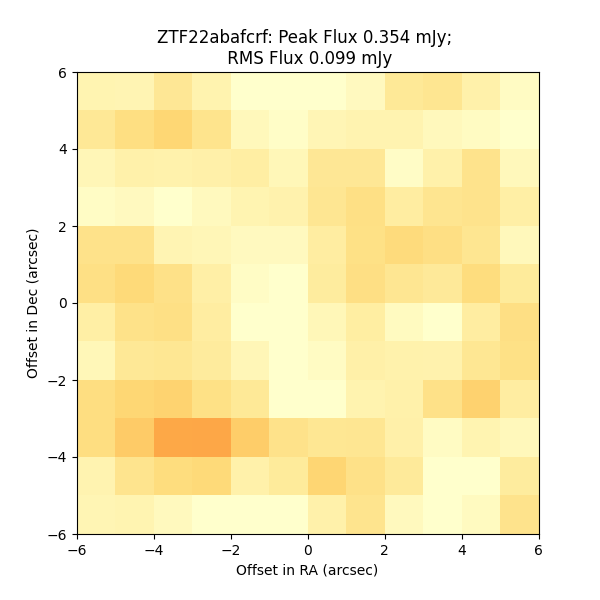 ZTF22abafcrf: Peak Flux 0.354 mJy;
RMS Flux 0.099 mJy
6
4
2
0
−2
−4
−6
Offset in Dec (arcsec)
−6 −4 −2 0 2 4 6
Offset in RA (arcsec)